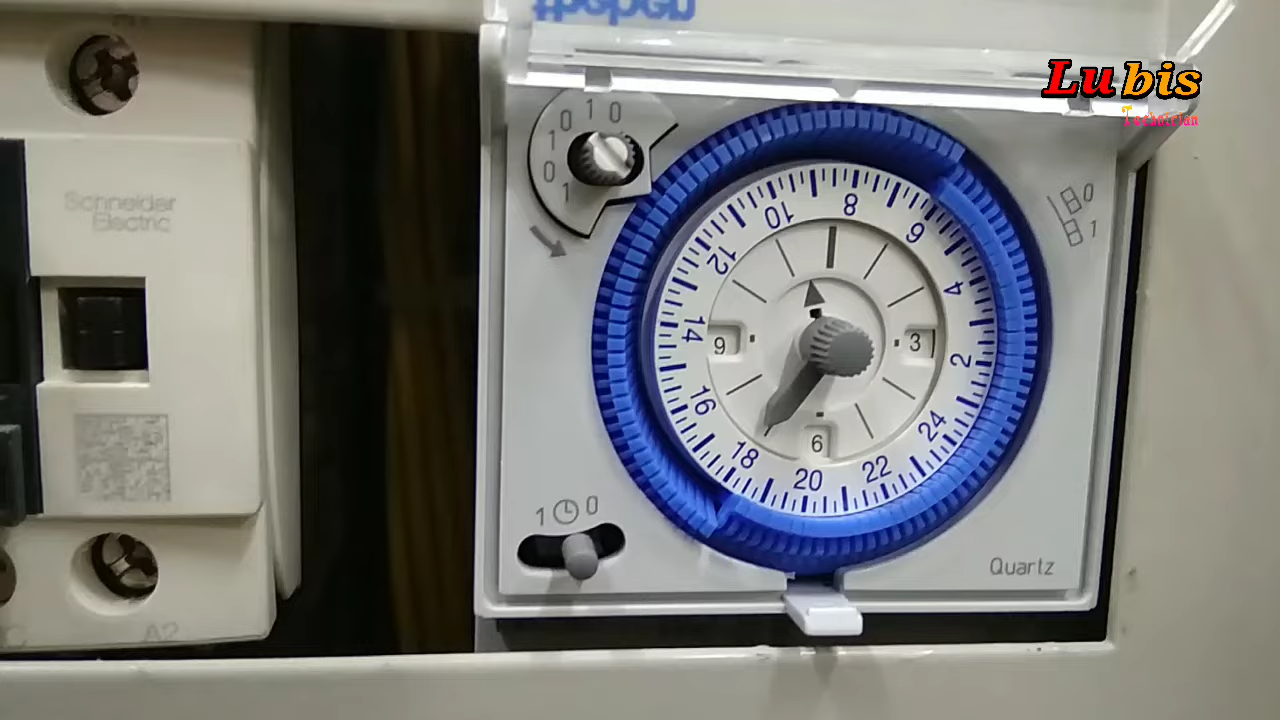 Lubis
Technician
Schneider
Electric
0 1 0 1 0 1
0
1
8
6
4
2
24
22
20
18
16
14
12
10
9
3
6
1 0
Quartz
A2